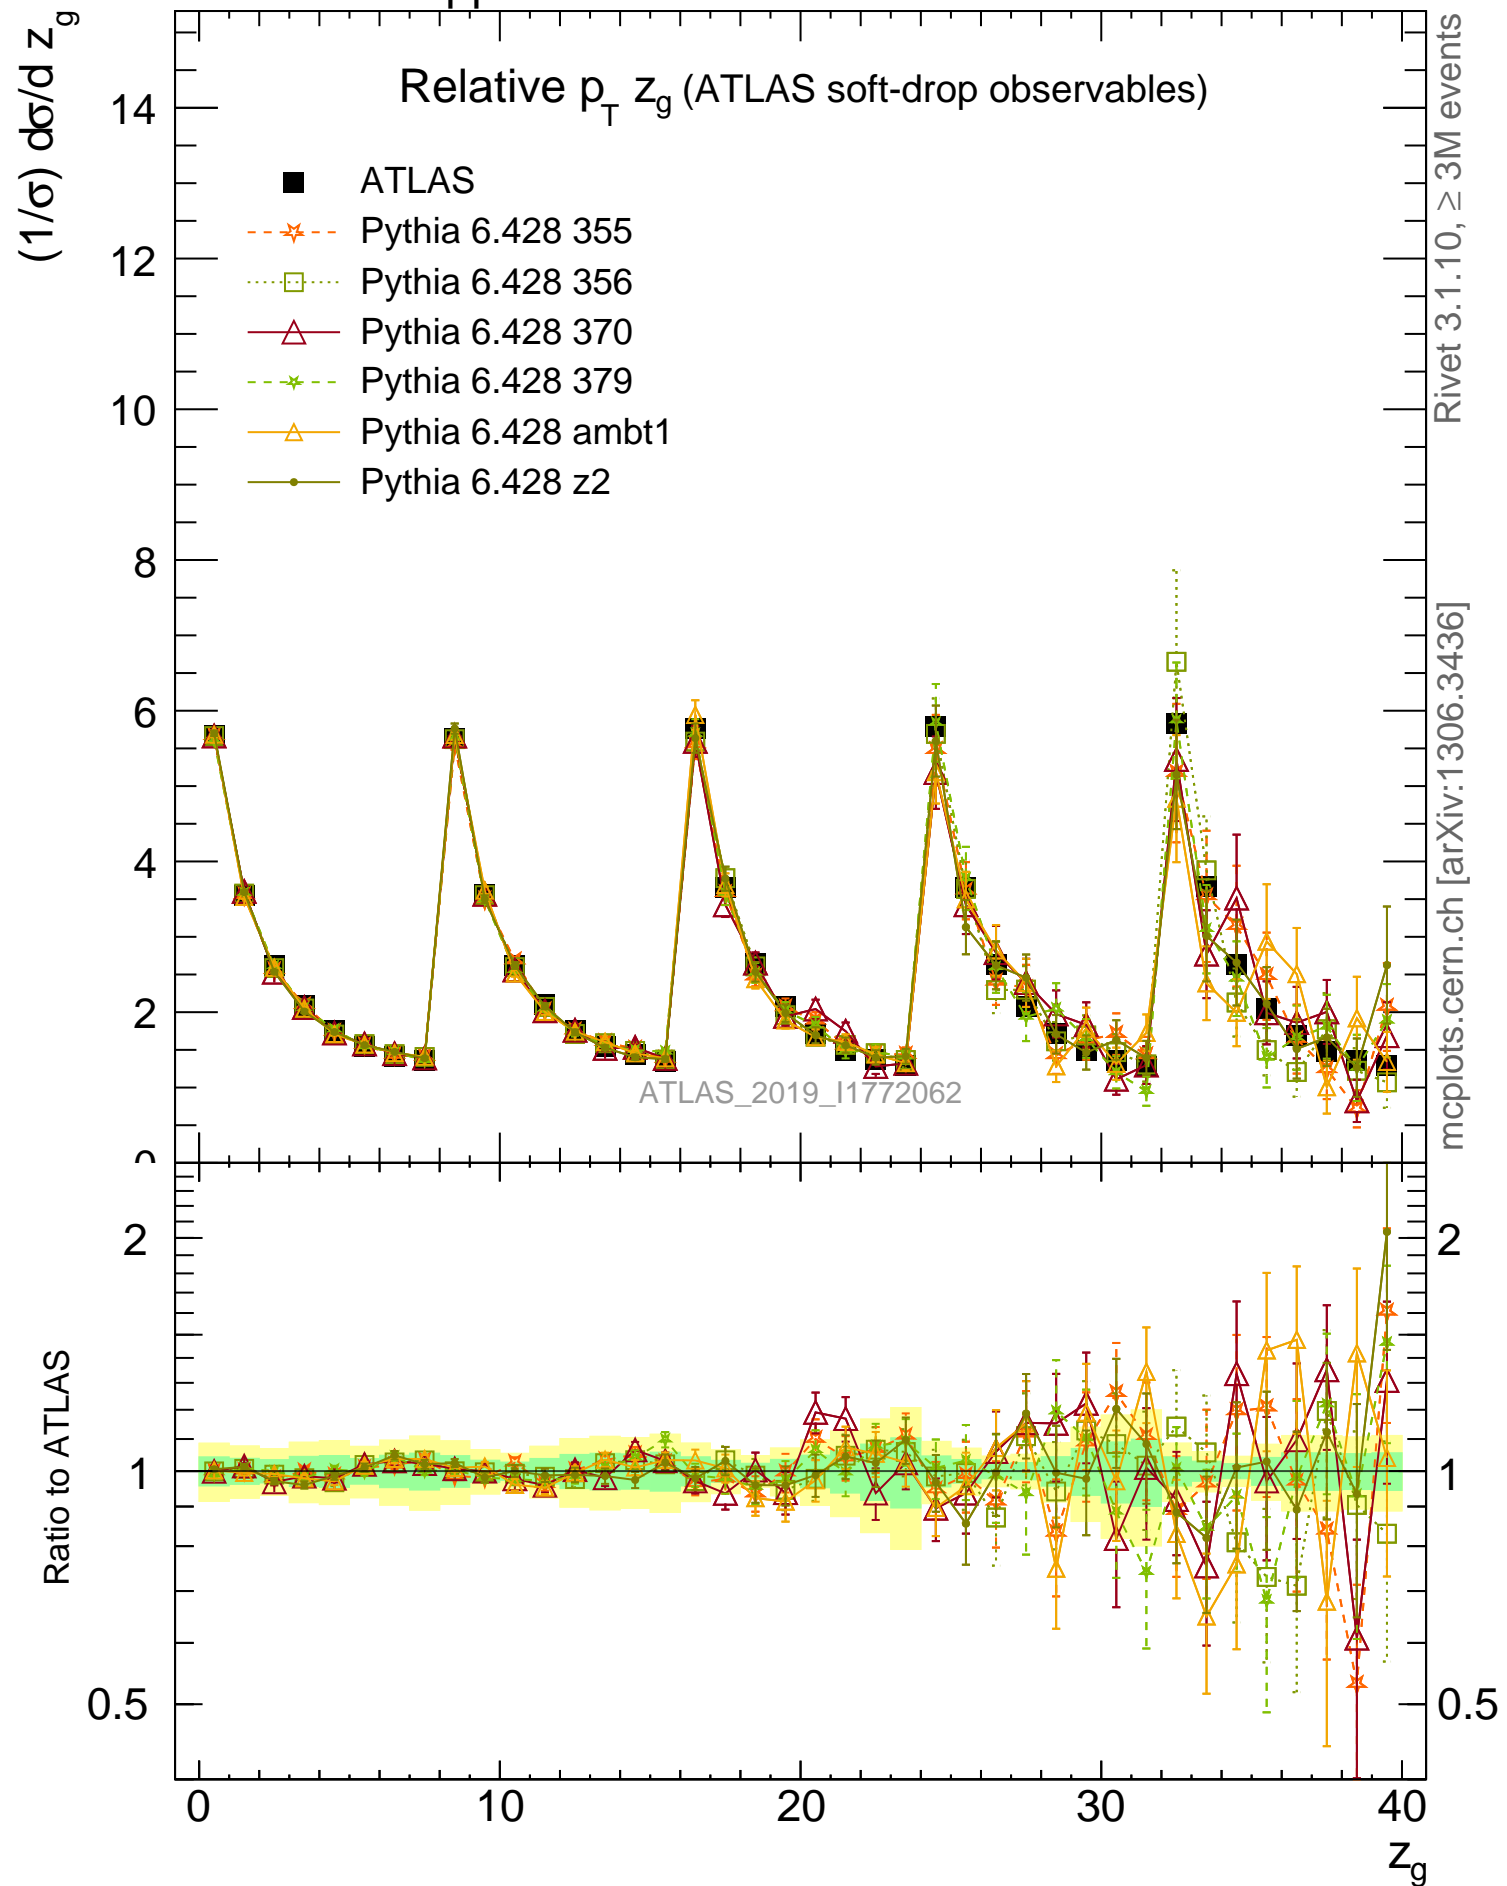 (1/σ) dσ/d z_g
Relative p_T z_g (ATLAS soft-drop observables)
ATLAS
Pythia 6.428 355
Pythia 6.428 356
Pythia 6.428 370
Pythia 6.428 379
Pythia 6.428 ambt1
Pythia 6.428 z2
14
12
10
8
6
4
2
0
ATLAS_2019_I1772062
Rivet 3.1.10, ≥ 3M events
mcplots.cern.ch [arXiv:1306.3436]
Ratio to ATLAS
2
1
0.5
2
1
0.5
0 10 20 30 40
z_g